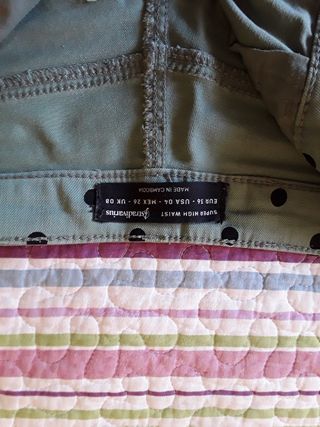 Stradivarius
SUPER HIGH WAIST
EUR 36 - USA 04 - MEX 26 - UK 08
MADE IN CAMBODIA